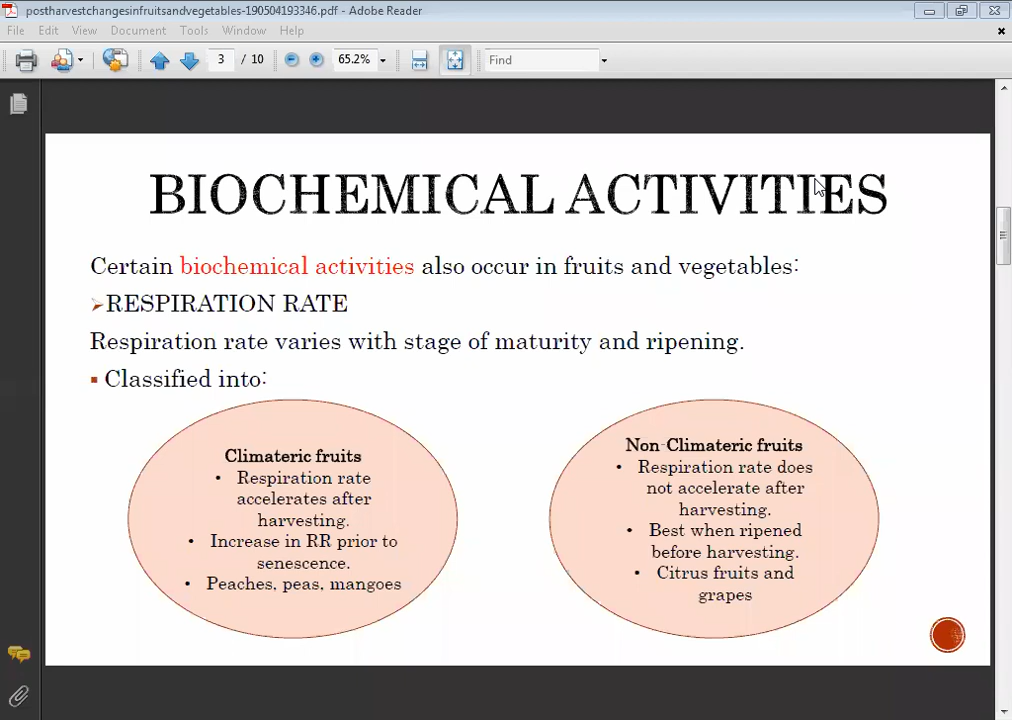 postharvestchangesinfruitsandvegetables-190504193346.pdf - Adobe Reader
File Edit View Document Tools Window Help
3 / 10 65.2% Find
BIOCHEMICAL ACTIVITIES
Certain biochemical activities also occur in fruits and vegetables:
RESPIRATION RATE
Respiration rate varies with stage of maturity and ripening.
Classified into:
Climateric fruits
• Respiration rate
accelerates after
harvesting.
• Increase in RR prior to
senescence.
• Peaches, peas, mangoes
Non-Climateric fruits
• Respiration rate does
not accelerate after
harvesting.
• Best when ripened
before harvesting.
• Citrus fruits and
grapes